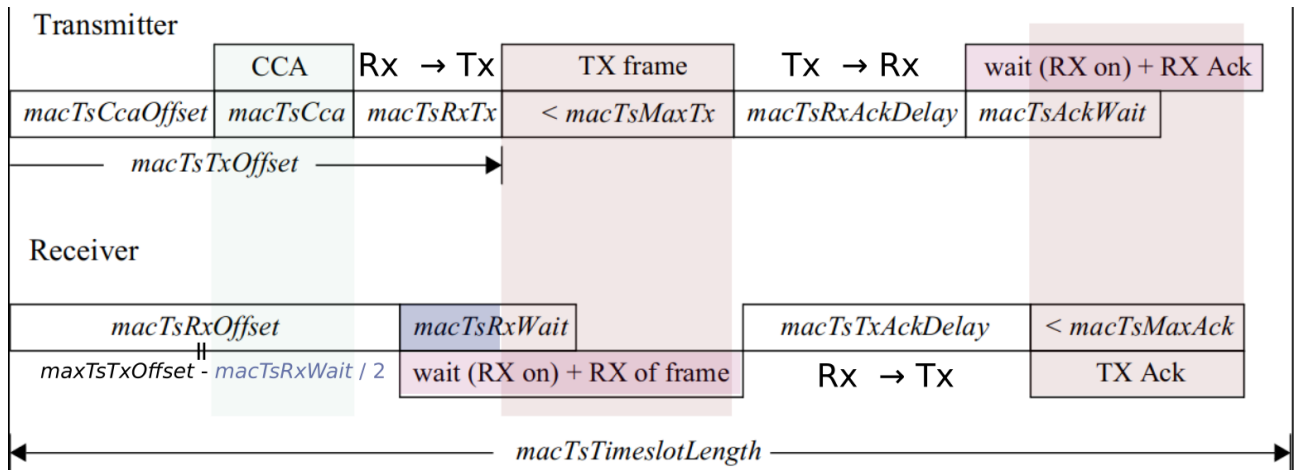 Transmitter
CCA Rx → Tx TX frame Tx → Rx wait (RX on) + RX Ack
macTsCcaOffset macTsCca macTsRxTx < macTsMaxTx macTsRxAckDelay macTsAckWait
macTsTxOffset
Receiver
macTsRxOffset macTsRxWait macTsTxAckDelay < macTsMaxAck
=
maxTsTxOffset - macTsRxWait / 2 wait (RX on) + RX of frame Rx → Tx TX Ack
macTsTimeslotLength